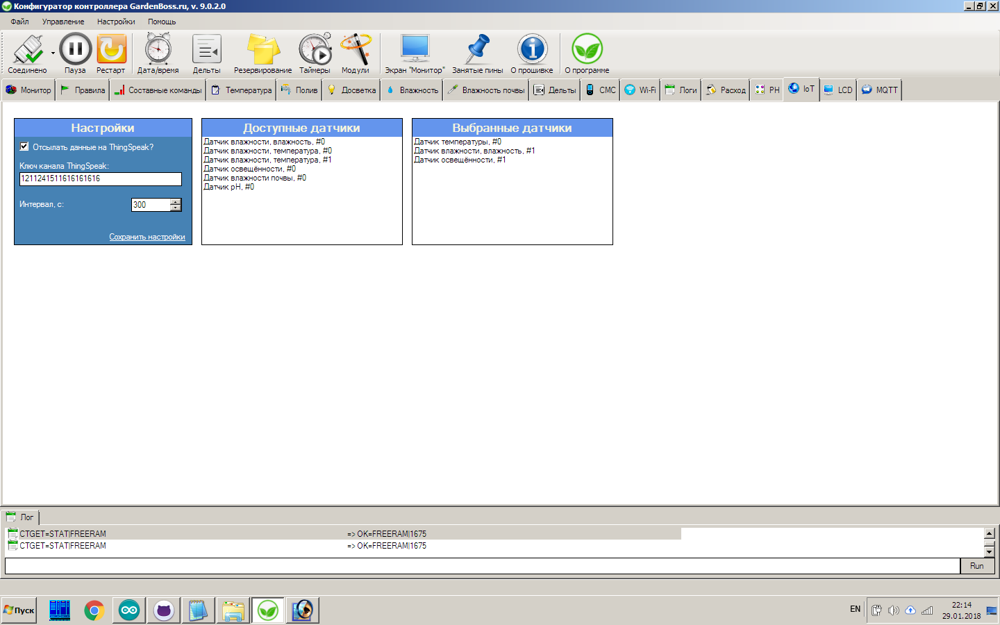 Конфигуратор контроллера GardenBoss.ru, v. 9.0.2.0
Файл Управление Настройки Помощь
Соединено Пауза Рестарт Дата/время Дельты Резервирование Таймеры Модули Экран "Монитор" Занятые пины О прошивке О программе
Монитор Правила Составные команды Температура Полив Досветка Влажность Влажность почвы Дельты СМС Wi-Fi Логи Расход PH IoT LCD MQTT
Настройки
Отсылать данные на ThingSpeak?
Ключ канала ThingSpeak:
1211241511616161616
Интервал, с: 300
Сохранить настройки
Доступные датчики
Датчик влажности, влажность, #0
Датчик влажности, температура, #0
Датчик влажности, температура, #1
Датчик освещённости, #0
Датчик влажности почвы, #0
Датчик pH, #0
Выбранные датчики
Датчик температуры, #0
Датчик влажности, влажность, #1
Датчик освещённости, #1
Лог
CTGET=STAT|FREERAM => OK=FREERAM|1675
CTGET=STAT|FREERAM => OK=FREERAM|1675
Run
Пуск EN 22:14
29.01.2018